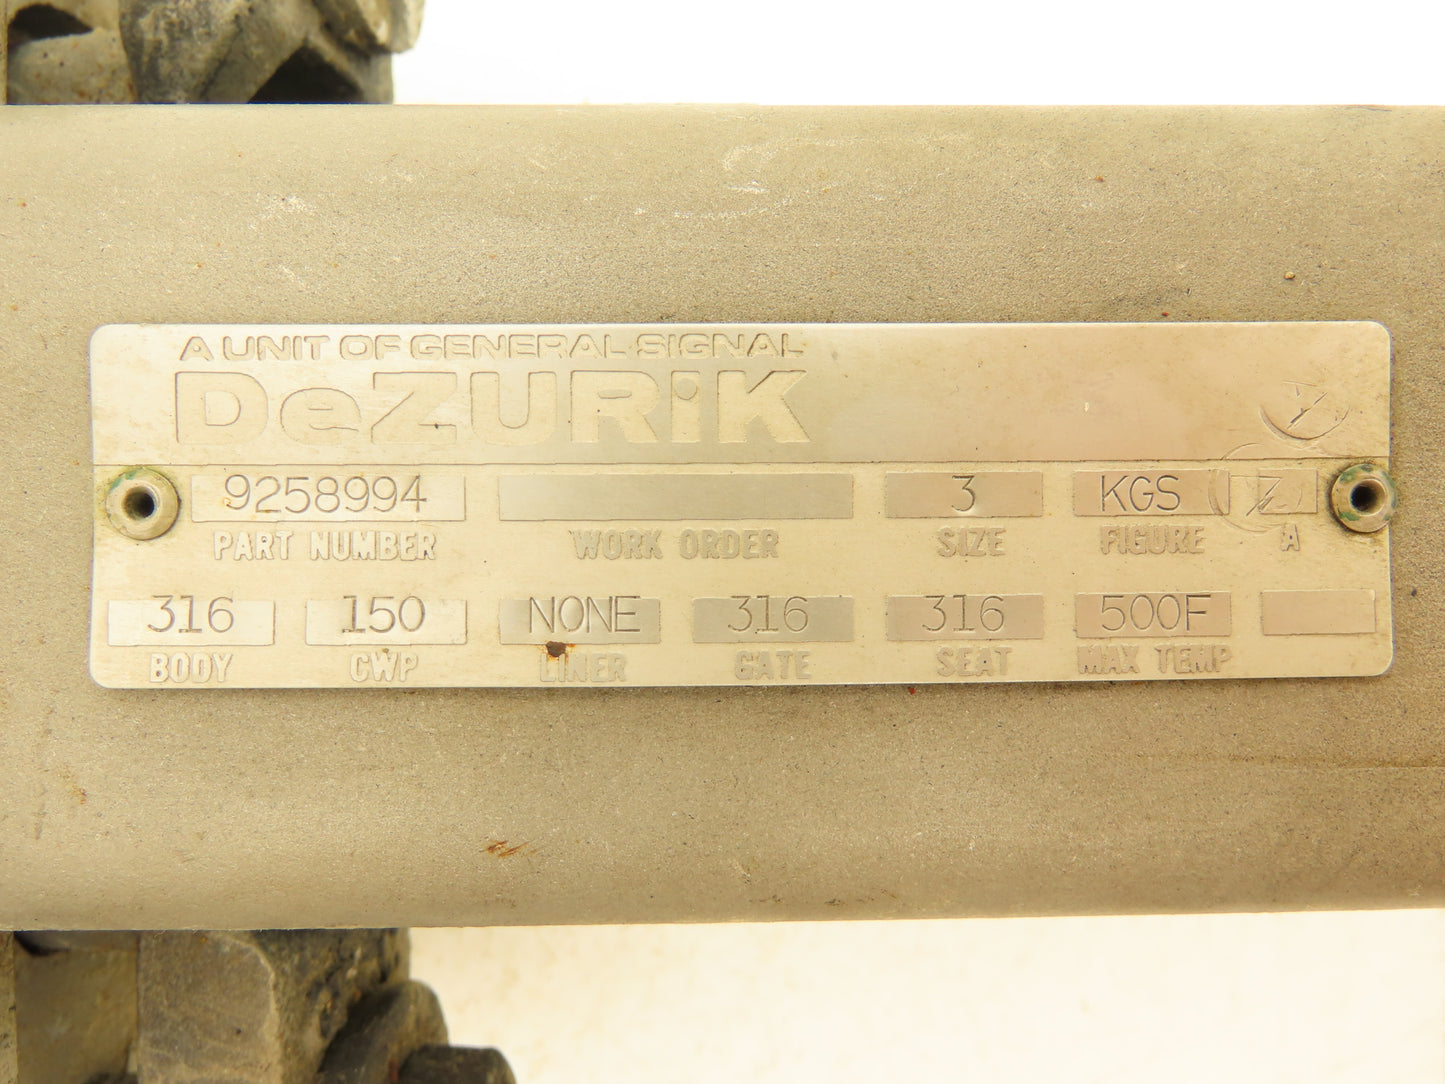 A UNIT OF GENERAL SIGNAL
DeZURiK
9258994 3 KGS Z
PART NUMBER WORK ORDER SIZE FIGURE A
316 150 NONE 316 316 500F
BODY CWP LINER GATE SEAT MAX TEMP